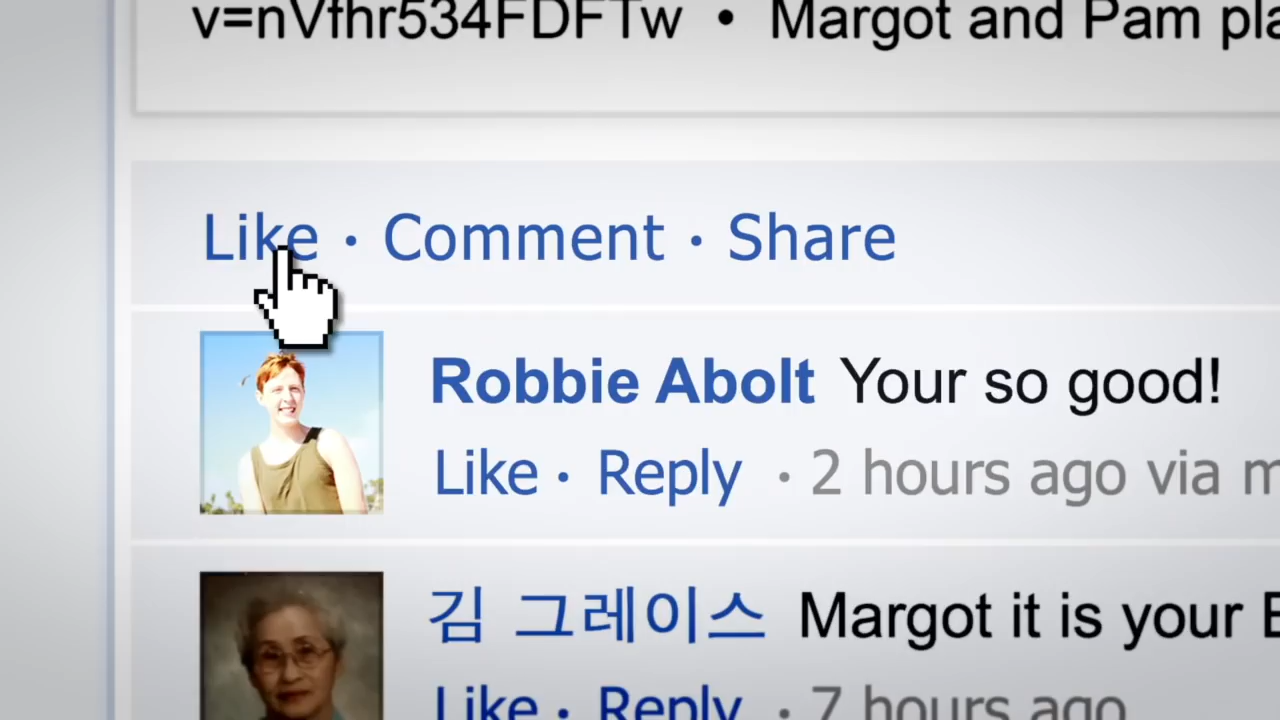 v=nVfhr534FDFTw • Margot and Pam pla
Like · Comment · Share
Robbie Abolt Your so good!
Like · Reply · 2 hours ago via m
김 그레이스 Margot it is your
Like · Reply · 7 hours ago